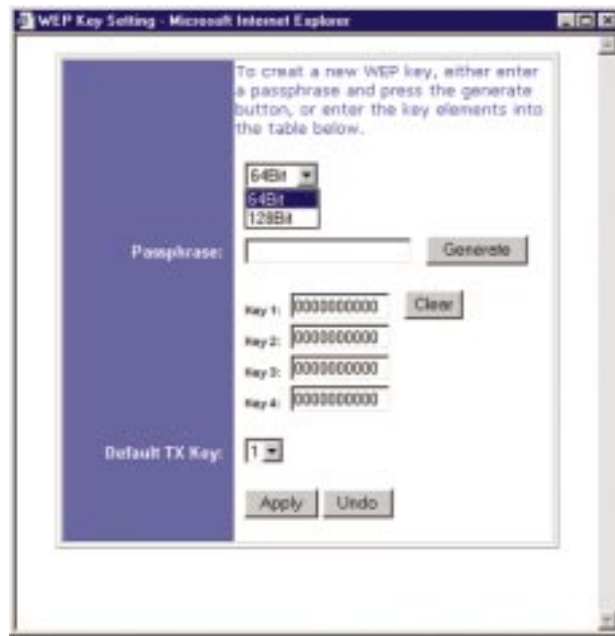 WEP Key Setting - Microsoft Internet Explorer
To creat a new WEP key, either enter
a passphrase and press the generate
button, or enter the key elements into
the table below.
64Bit
64Bit
128Bit
Passphrase:
Generate
Key 1: 0000000000 Clear
Key 2: 0000000000
Key 3: 0000000000
Key 4: 0000000000
Default TX Key: 1
Apply Undo